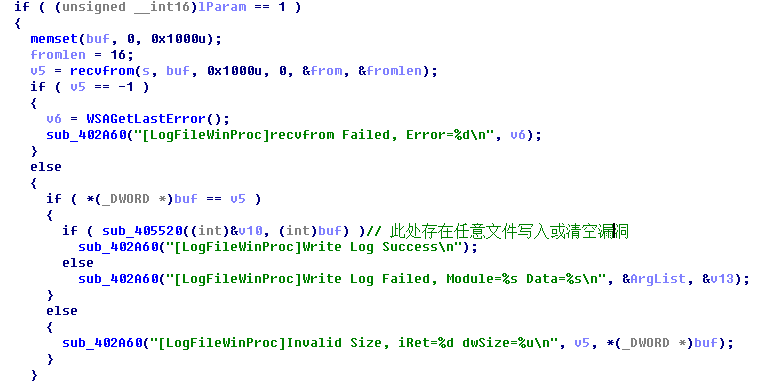 if ( (unsigned __int16)lParam == 1 )
{
memset(buf, 0, 0x1000u);
fromlen = 16;
v5 = recvfrom(s, buf, 0x1000u, 0, &from, &fromlen);
if ( v5 == -1 )
{
v6 = WSAGetLastError();
sub_402A60("[LogFileWinProc]recvfrom Failed, Error=%d\n", v6);
}
else
{
if ( *(_DWORD *)buf == v5 )
{
if ( sub_405520((int)&v10, (int)buf) )// 此处存在任意文件写入或清空漏洞
sub_402A60("[LogFileWinProc]Write Log Success\n");
else
sub_402A60("[LogFileWinProc]Write Log Failed, Module=%s Data=%s\n", &ArgList, &v13);
}
else
{
sub_402A60("[LogFileWinProc]Invalid Size, iRet=%d dwSize=%u\n", v5, *(_DWORD *)buf);
}
}